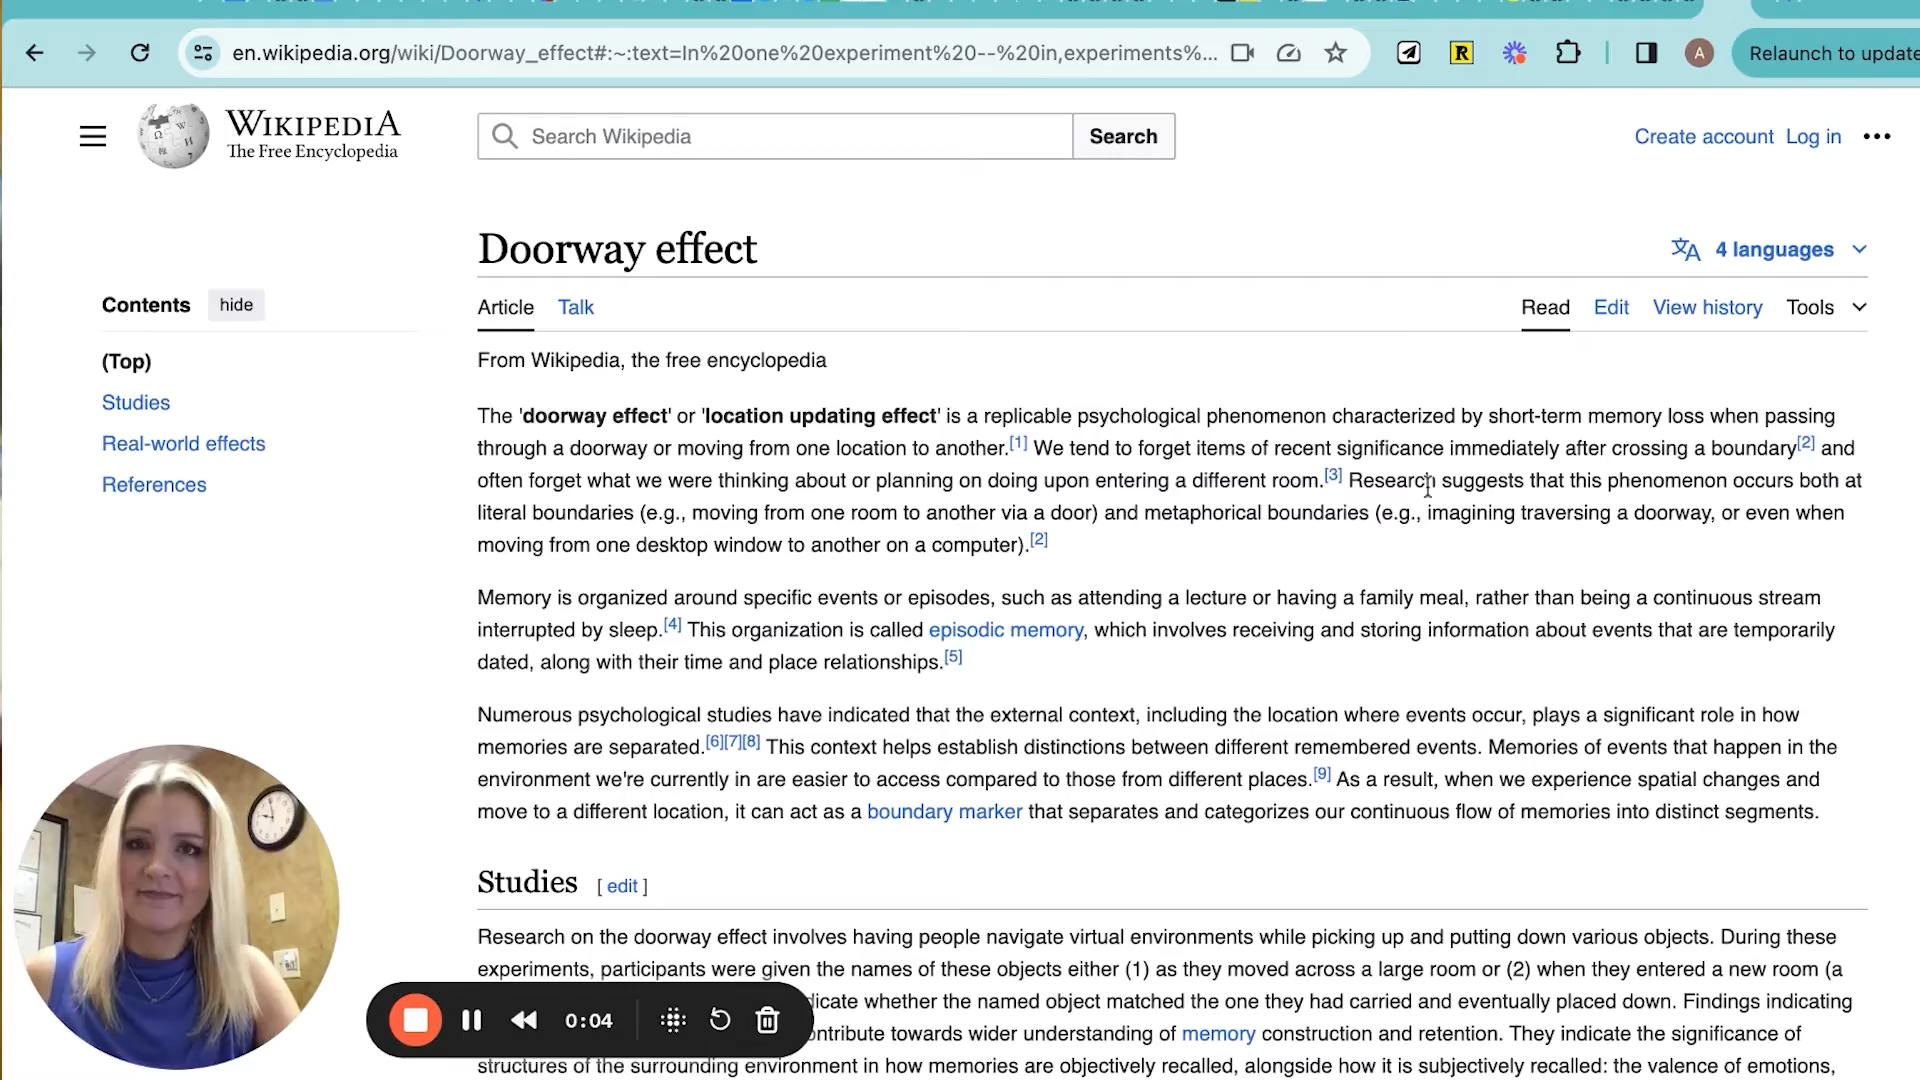 en.wikipedia.org/wiki/Doorway_effect#:~:text=In%20one%20experiment%20--%20in,experiments%...
R
A
Relaunch to update
WIKIPEDIA
The Free Encyclopedia
Search Wikipedia
Search
Create account Log in
Doorway effect
4 languages
Contents hide
Article Talk
Read Edit View history Tools
(Top)
Studies
Real-world effects
References
From Wikipedia, the free encyclopedia
The 'doorway effect' or 'location updating effect' is a replicable psychological phenomenon characterized by short-term memory loss when passing
through a doorway or moving from one location to another.[1] We tend to forget items of recent significance immediately after crossing a boundary[2] and
often forget what we were thinking about or planning on doing upon entering a different room.[3] Research suggests that this phenomenon occurs both at
literal boundaries (e.g., moving from one room to another via a door) and metaphorical boundaries (e.g., imagining traversing a doorway, or even when
moving from one desktop window to another on a computer).[2]
Memory is organized around specific events or episodes, such as attending a lecture or having a family meal, rather than being a continuous stream
interrupted by sleep.[4] This organization is called episodic memory, which involves receiving and storing information about events that are temporarily
dated, along with their time and place relationships.[5]
Numerous psychological studies have indicated that the external context, including the location where events occur, plays a significant role in how
memories are separated.[6][7][8] This context helps establish distinctions between different remembered events. Memories of events that happen in the
environment we're currently in are easier to access compared to those from different places.[9] As a result, when we experience spatial changes and
move to a different location, it can act as a boundary marker that separates and categorizes our continuous flow of memories into distinct segments.
Studies [ edit ]
Research on the doorway effect involves having people navigate virtual environments while picking up and putting down various objects. During these
experiments, participants were given the names of these objects either (1) as they moved across a large room or (2) when they entered a new room (a
dicate whether the named object matched the one they had carried and eventually placed down. Findings indicating
ontribute towards wider understanding of memory construction and retention. They indicate the significance of
structures of the surrounding environment in how memories are objectively recalled, alongside how it is subjectively recalled: the valence of emotions,
0:04